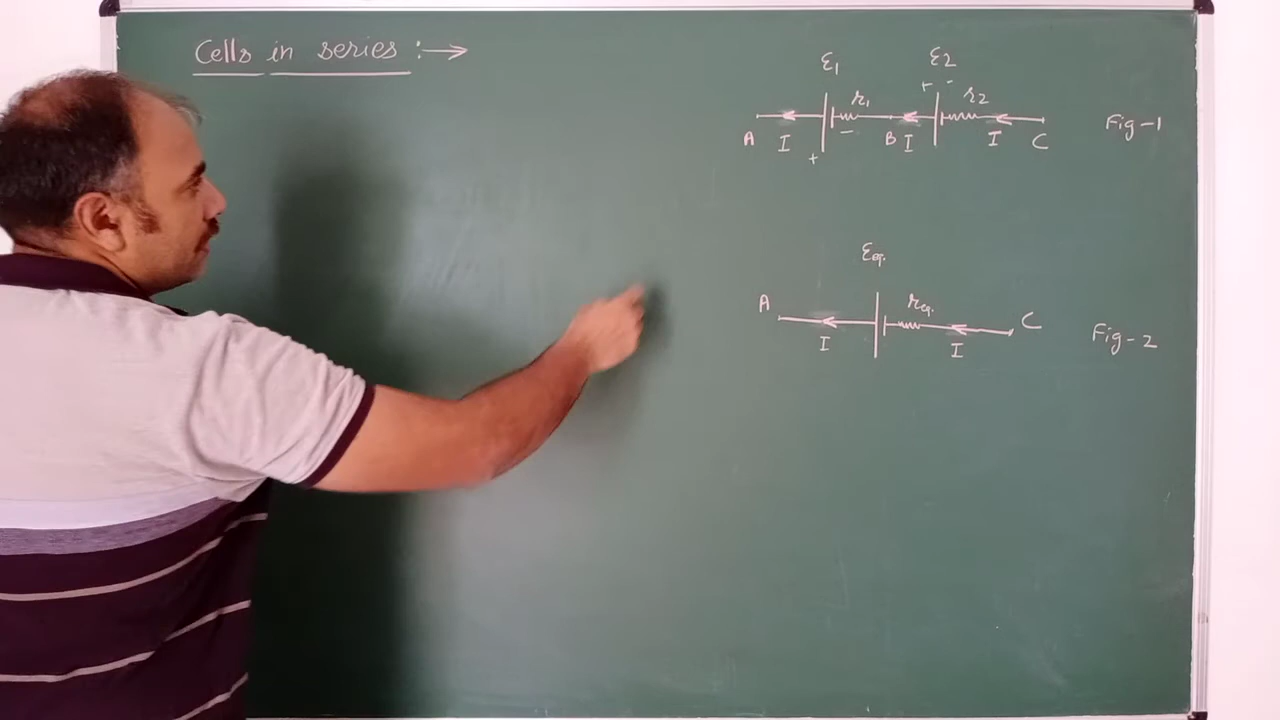 Cells in series :→
ε1 ε2
+ -
r1 r2
A I - B I I C Fig-1
+
εeq.
A req. C
I I Fig-2